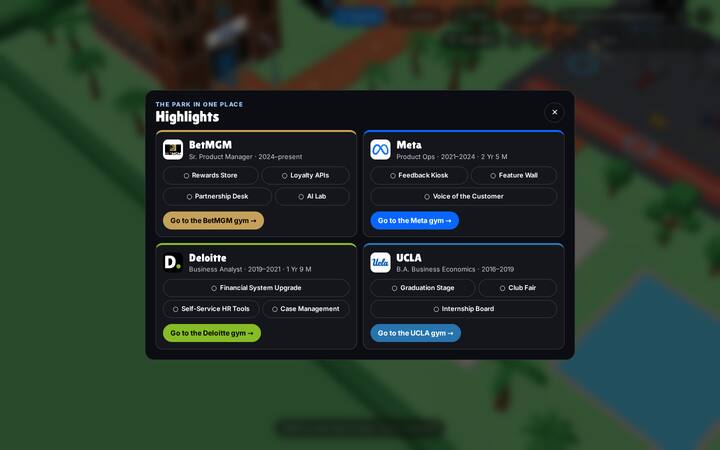 THE PARK IN ONE PLACE
Highlights
BetMGM
Sr. Product Manager · 2024–present
Rewards Store
Loyalty APIs
Partnership Desk
AI Lab
Go to the BetMGM gym →
Meta
Product Ops · 2021–2024 · 2 Yr 5 M
Feedback Kiosk
Feature Wall
Voice of the Customer
Go to the Meta gym →
D.
Deloitte
Business Analyst · 2019–2021 · 1 Yr 9 M
Financial System Upgrade
Self-Service HR Tools
Case Management
Go to the Deloitte gym →
Ucla
UCLA
B.A. Business Economics · 2016–2019
Graduation Stage
Club Fair
Internship Board
Go to the UCLA gym →